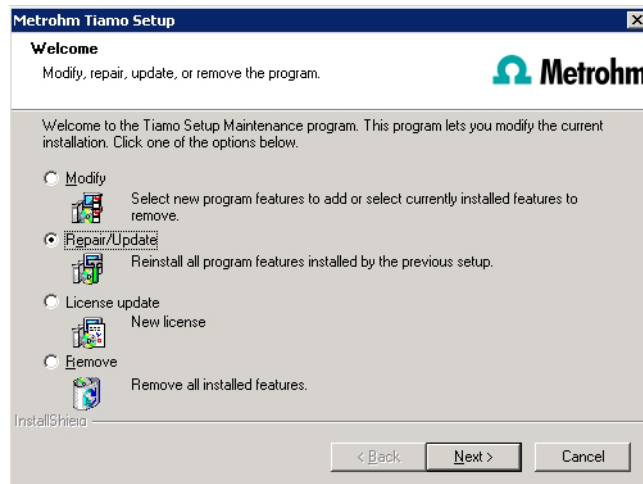 Metrohm Tiamo Setup
Welcome
Modify, repair, update, or remove the program.
Metrohm
Welcome to the Tiamo Setup Maintenance program. This program lets you modify the current
installation. Click one of the options below.
Modify
Select new program features to add or select currently installed features to
remove.
Repair/Update
Reinstall all program features installed by the previous setup.
License update
New license
Remove
Remove all installed features.
InstallShield
< Back
Next >
Cancel